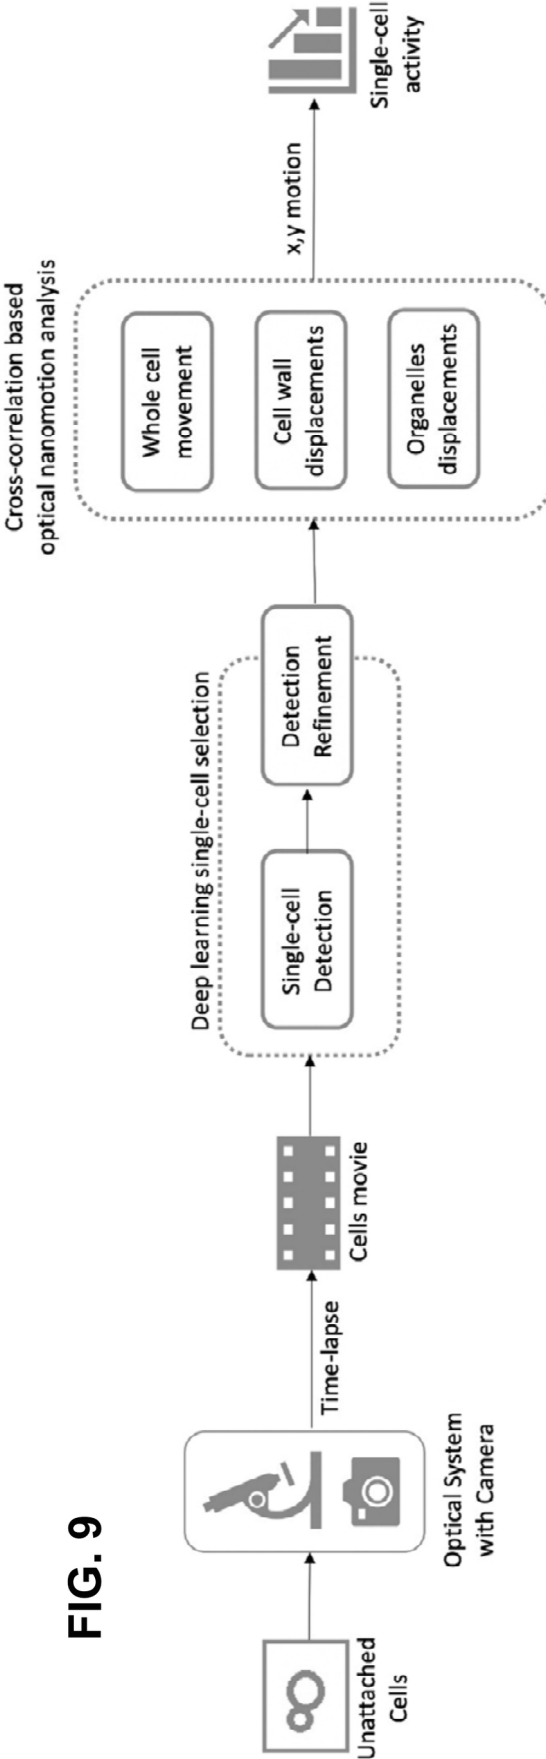 FIG. 9
Unattached
Cells
Optical System
with Camera
Time-lapse
Cells movie
Deep learning single-cell selection
Single-cell
Detection
Detection
Refinement
Cross-correlation based
optical nanomotion analysis
Whole cell
movement
Cell wall
displacements
Organelles
displacements
x,y motion
Single-cell
activity